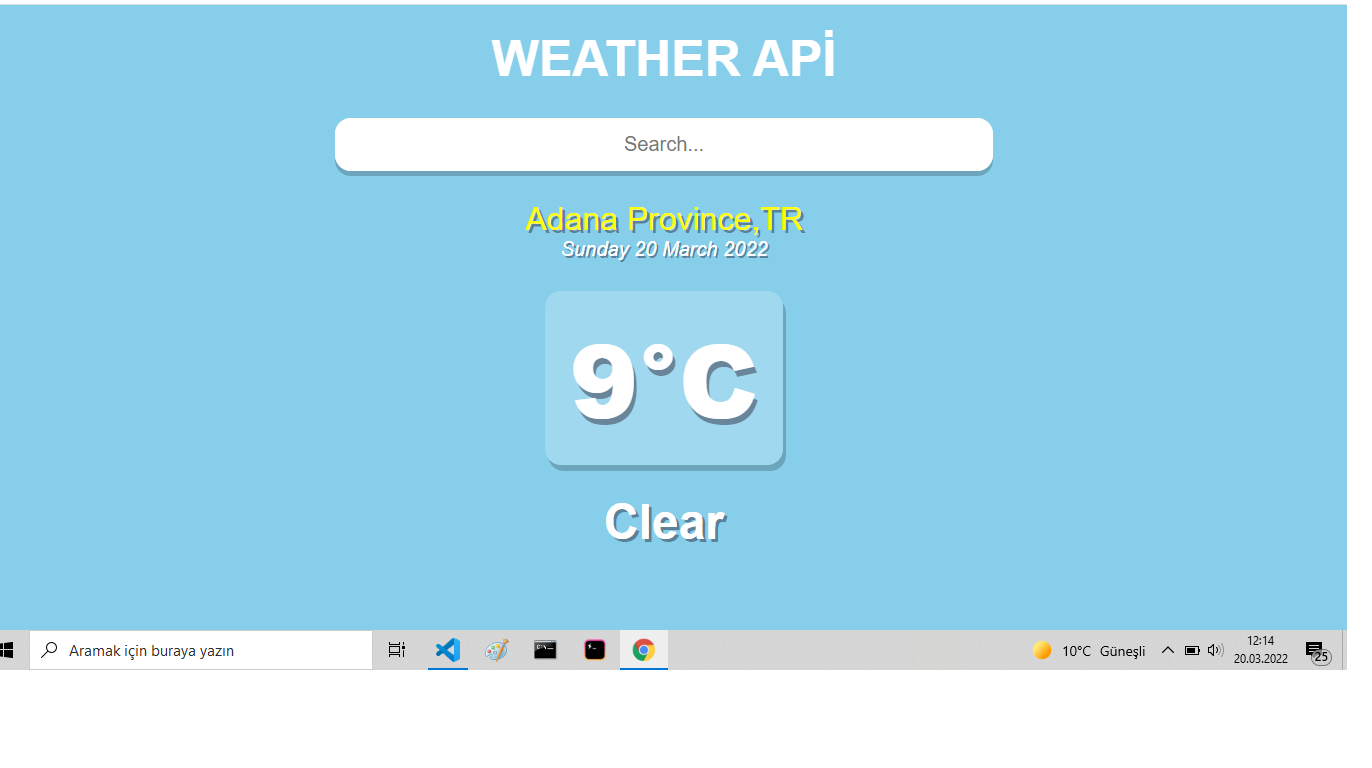 WEATHER APİ
Search...
Adana Province,TR
Sunday 20 March 2022
9°C
Clear
Aramak için buraya yazın
10°C Güneşli
12:14
20.03.2022
25